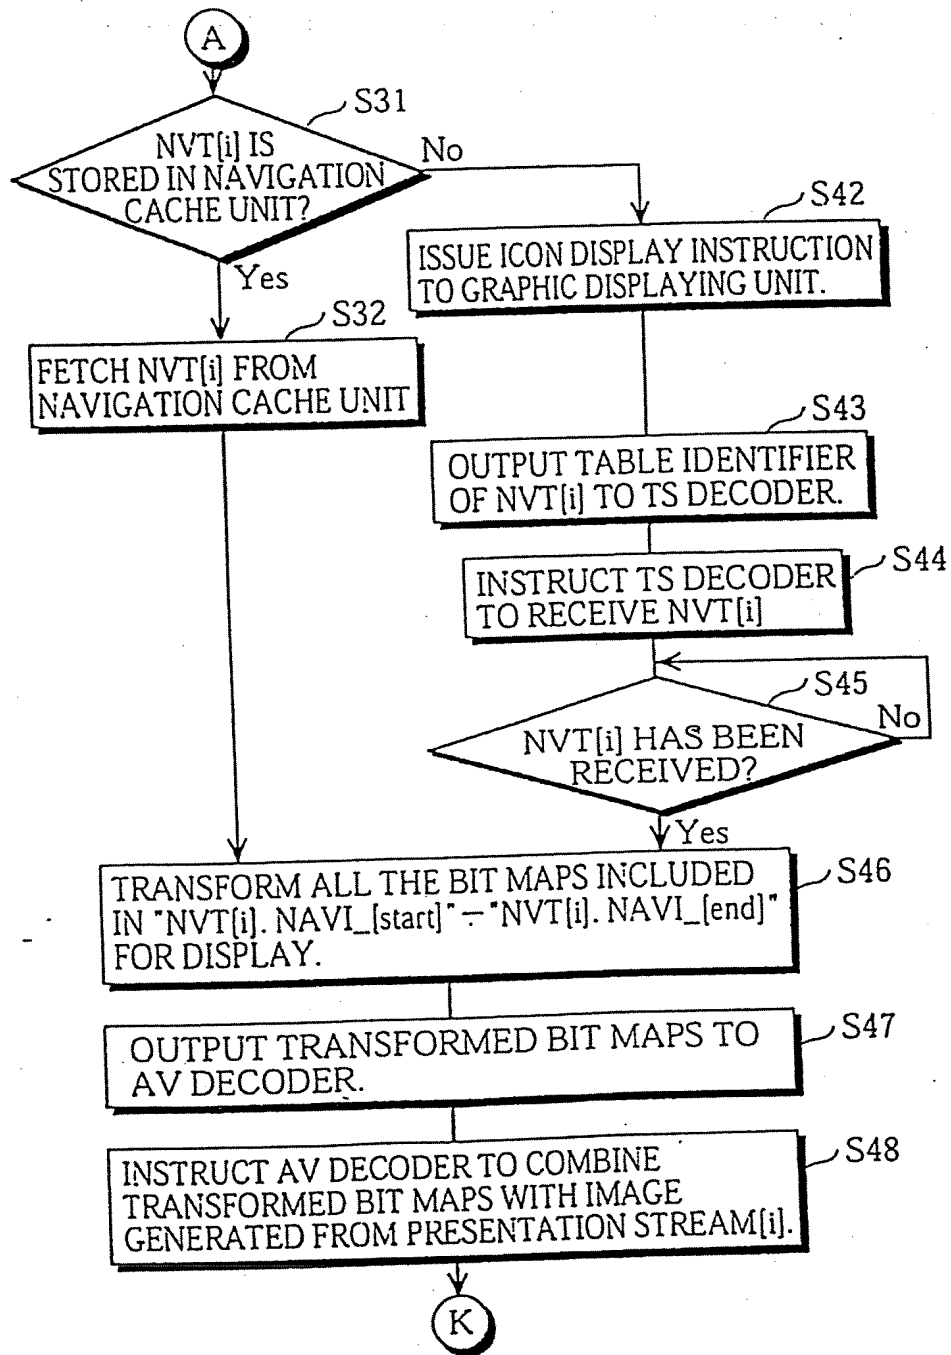 A
S31
NVT[i] IS
STORED IN NAVIGATION
CACHE UNIT?
No
Yes
S42
ISSUE ICON DISPLAY INSTRUCTION
TO GRAPHIC DISPLAYING UNIT.
S32
FETCH NVT[i] FROM
NAVIGATION CACHE UNIT
S43
OUTPUT TABLE IDENTIFIER
OF NVT[i] TO TS DECODER.
S44
INSTRUCT TS DECODER
TO RECEIVE NVT[i]
S45
No
NVT[i] HAS BEEN
RECEIVED?
Yes
S46
TRANSFORM ALL THE BIT MAPS INCLUDED
IN "NVT[i]. NAVI_[start]" – "NVT[i]. NAVI_[end]"
FOR DISPLAY.
S47
OUTPUT TRANSFORMED BIT MAPS TO
AV DECODER.
S48
INSTRUCT AV DECODER TO COMBINE
TRANSFORMED BIT MAPS WITH IMAGE
GENERATED FROM PRESENTATION STREAM[i].
K